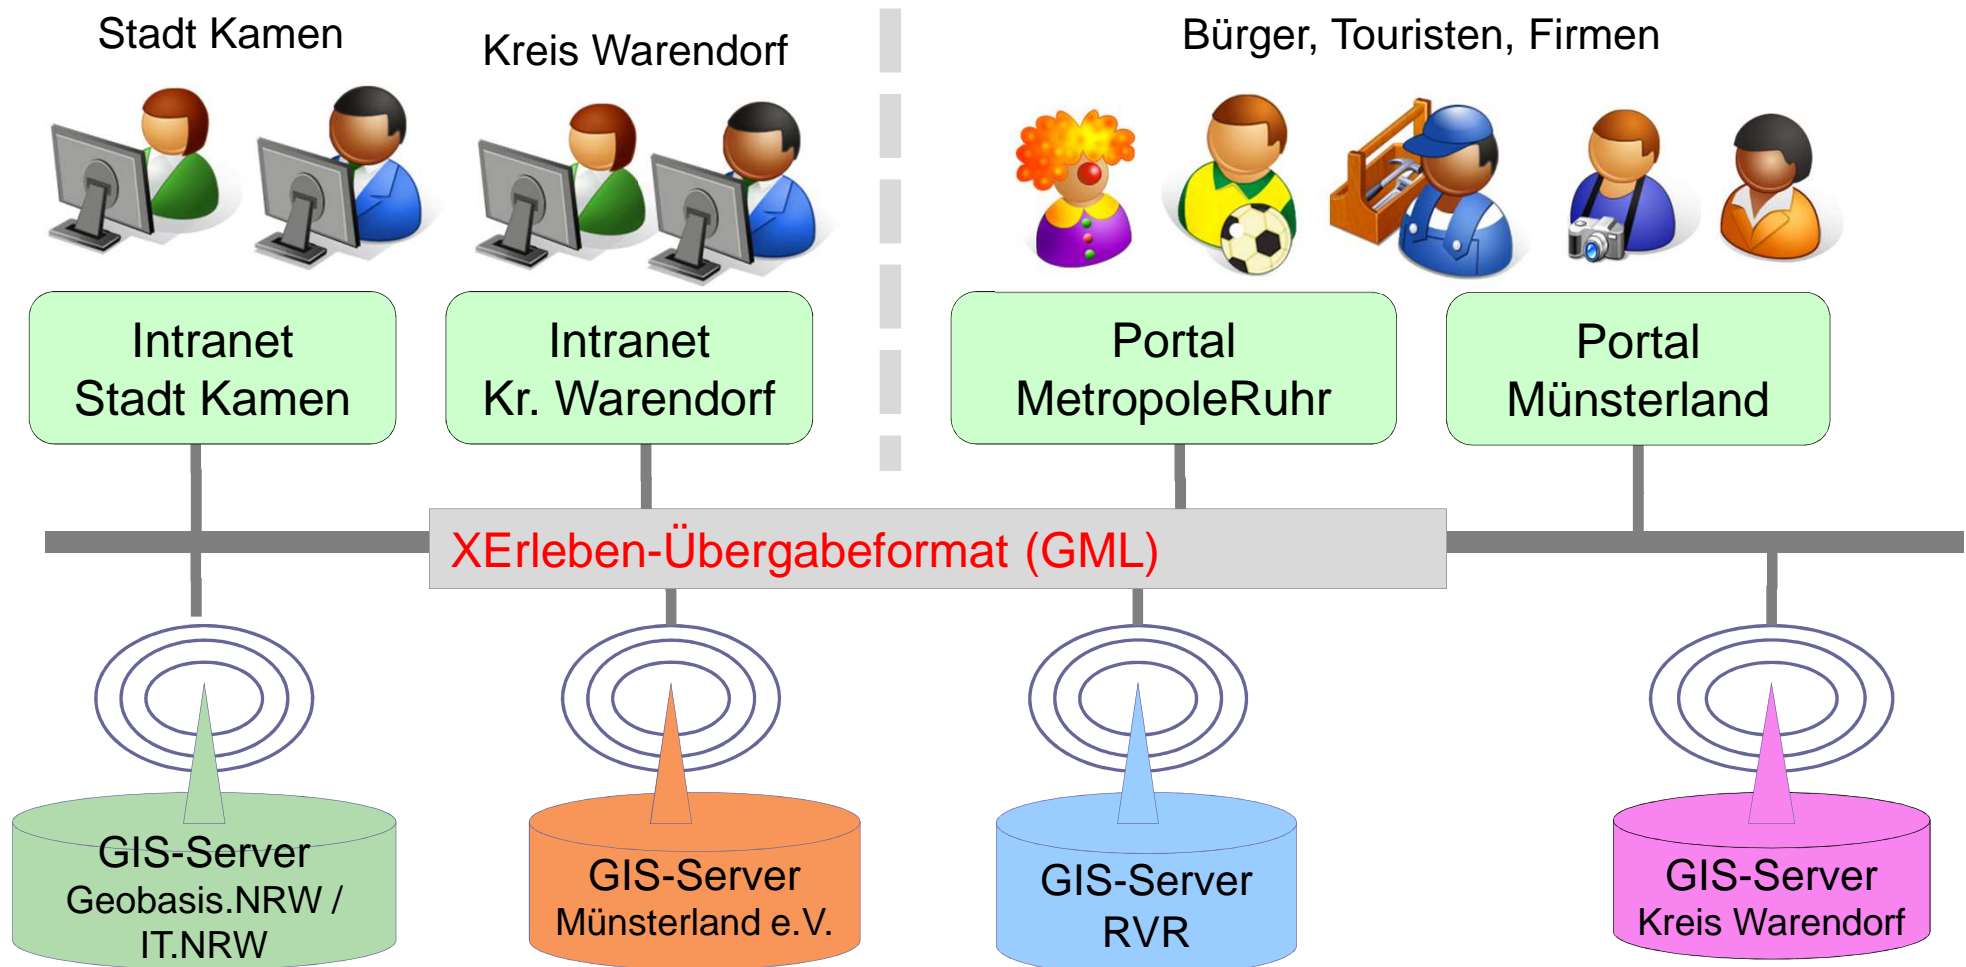 Stadt Kamen
Kreis Warendorf
Bürger, Touristen, Firmen
Intranet
Stadt Kamen
Intranet
Kr. Warendorf
Portal
MetropoleRuhr
Portal
Münsterland
XErleben-Übergabeformat (GML)
GIS-Server
Geobasis.NRW /
IT.NRW
GIS-Server
Münsterland e.V.
GIS-Server
RVR
GIS-Server
Kreis Warendorf